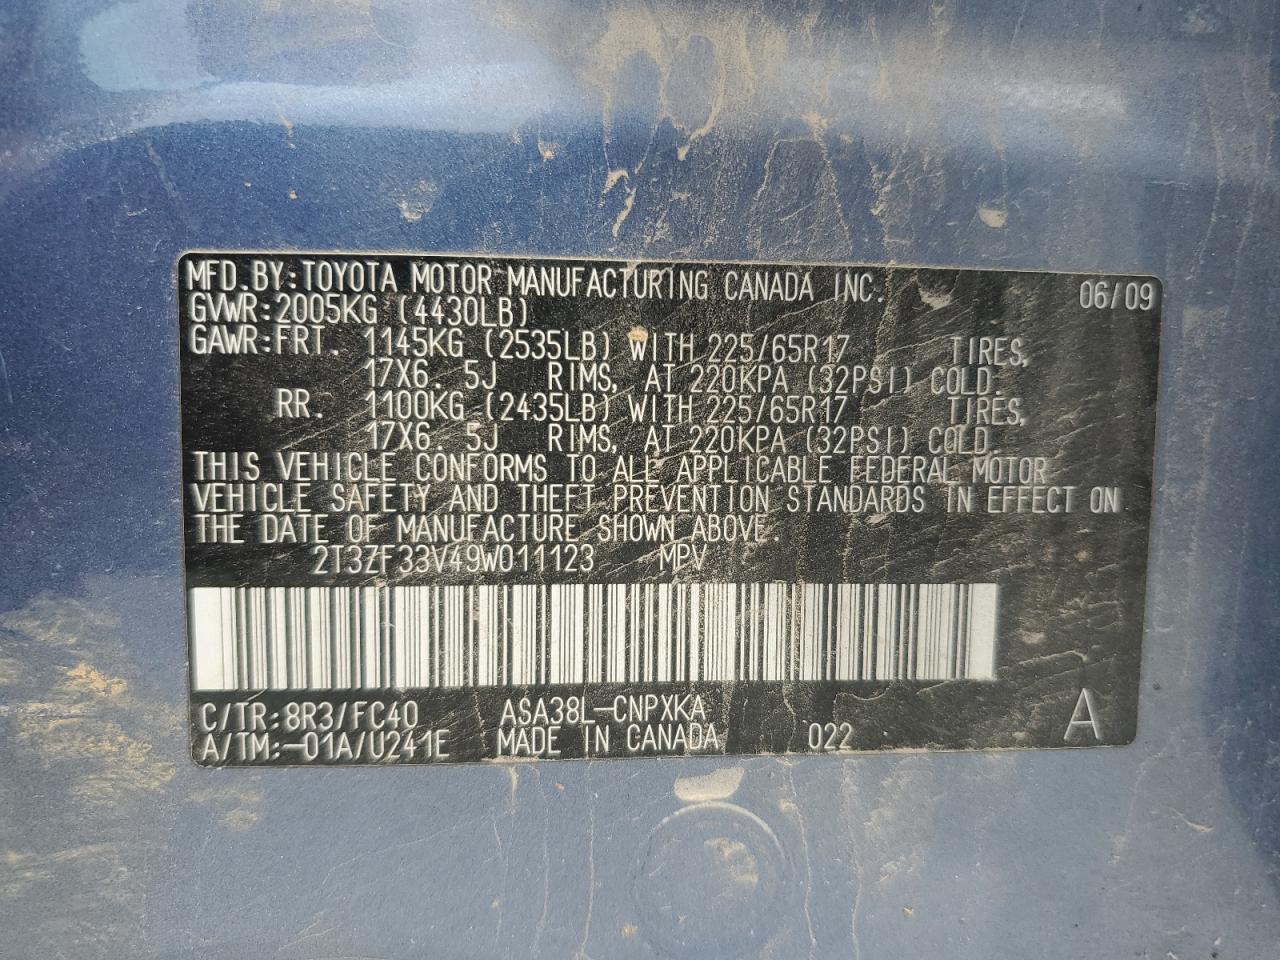 MFD.BY:TOYOTA MOTOR MANUFACTURING CANADA INC. 06/09
GVWR:2005KG (4430LB)
GAWR:FRT. 1145KG (2535LB) WITH 225/65R17 TIRES,
17X6.5J RIMS, AT 220KPA (32PSI) COLD.
RR. 1100KG (2435LB) WITH 225/65R17 TIRES,
17X6.5J RIMS, AT 220KPA (32PSI) COLD.
THIS VEHICLE CONFORMS TO ALL APPLICABLE FEDERAL MOTOR
VEHICLE SAFETY AND THEFT PREVENTION STANDARDS IN EFFECT ON
THE DATE OF MANUFACTURE SHOWN ABOVE.
2T3ZF33V49W011123 MPV
C/TR:8R3/FC40 ASA38L-CNPXKA A
A/TM:-01A/U241E MADE IN CANADA 022